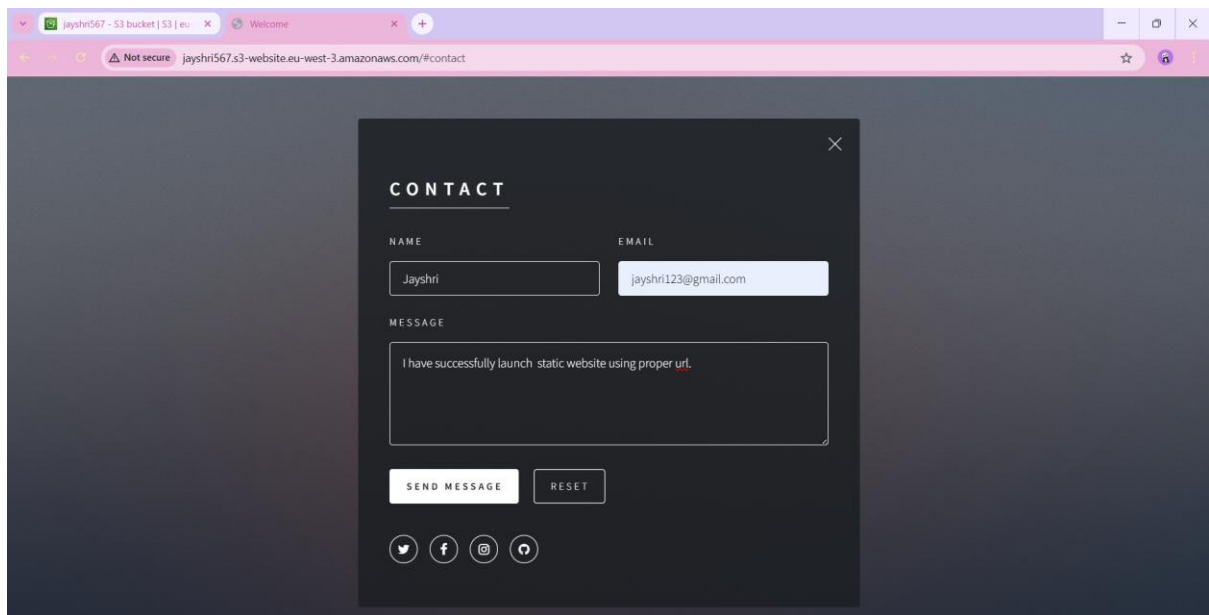 jayshri567 - S3 bucket | S3 | eu
Welcome
Not secure jayshri567.s3-website.eu-west-3.amazonaws.com/#contact
CONTACT
NAME EMAIL
Jayshri jayshri123@gmail.com
MESSAGE
I have successfully launch static website using proper url.
SEND MESSAGE RESET